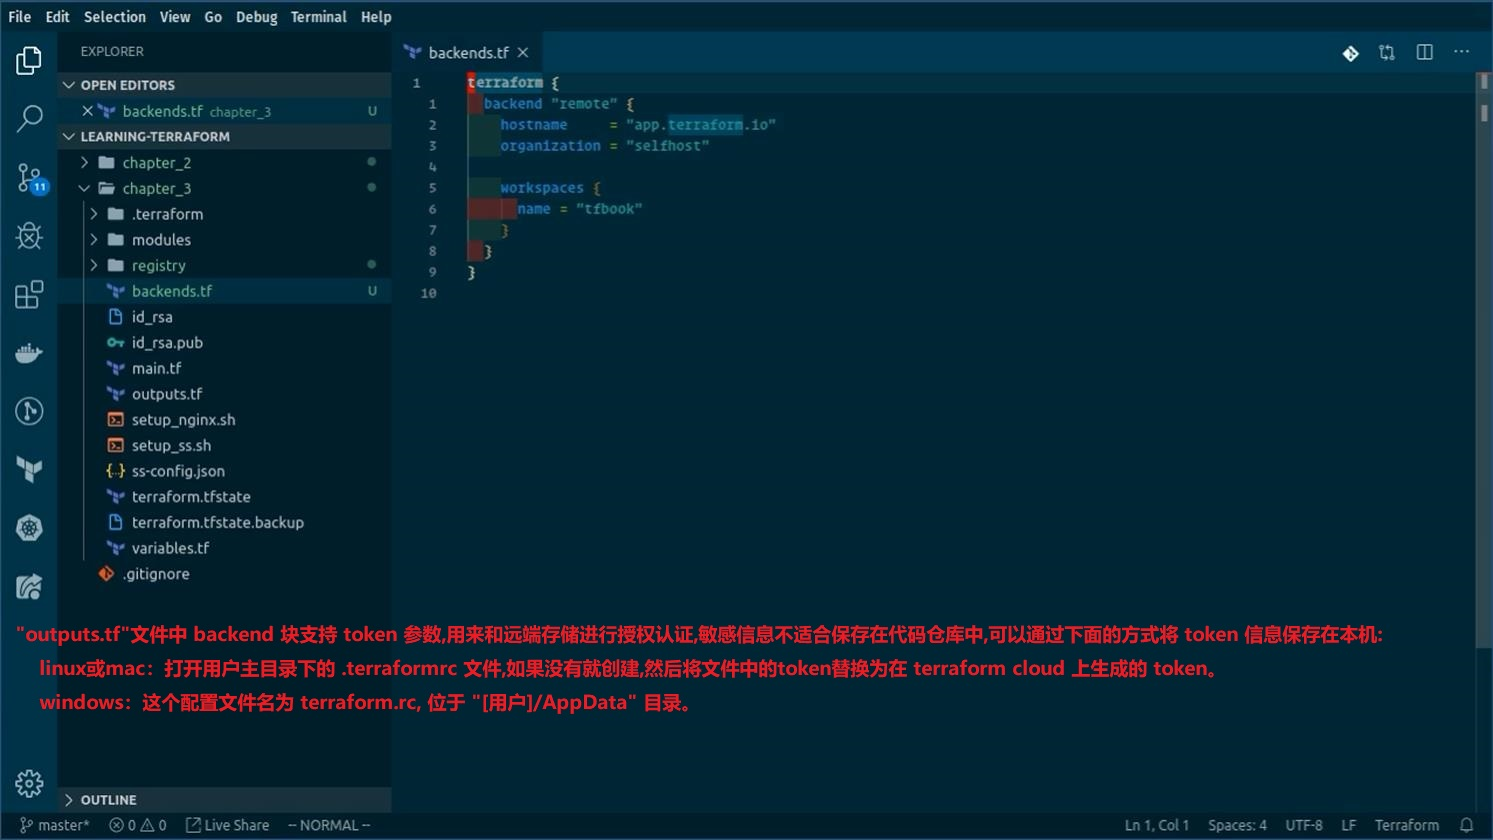 File Edit Selection View Go Debug Terminal Help
EXPLORER
OPEN EDITORS
backends.tf chapter_3 U
LEARNING-TERRAFORM
chapter_2
chapter_3
.terraform
modules
registry
backends.tf U
id_rsa
id_rsa.pub
main.tf
outputs.tf
setup_nginx.sh
setup_ss.sh
{..} ss-config.json
terraform.tfstate
terraform.tfstate.backup
variables.tf
.gitignore
11
backends.tf
1 terraform {
1 backend "remote" {
2 hostname = "app.terraform.io"
3 organization = "selfhost"
4
5 workspaces {
6 name = "tfbook"
7 }
8 }
9 }
10
"outputs.tf"文件中 backend 块支持 token 参数,用来和远端存储进行授权认证,敏感信息不适合保存在代码仓库中,可以通过下面的方式将 token 信息保存在本机:
linux或mac：打开用户主目录下的 .terraformrc 文件,如果没有就创建,然后将文件中的token替换为在 terraform cloud 上生成的 token。
windows：这个配置文件名为 terraform.rc, 位于 "[用户]/AppData" 目录。
OUTLINE
master* 0 0 Live Share -- NORMAL -- Ln 1, Col 1 Spaces: 4 UTF-8 LF Terraform